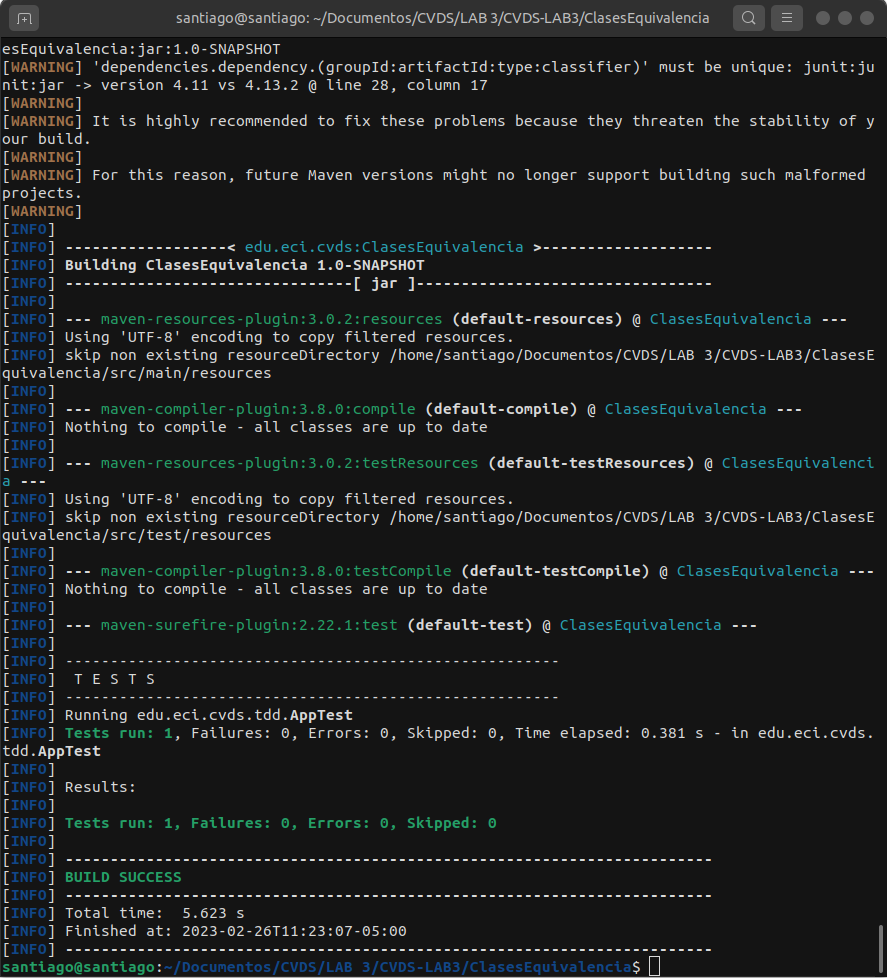 santiago@santiago: ~/Documentos/CVDS/LAB 3/CVDS-LAB3/ClasesEquivalencia
esEquivalencia:jar:1.0-SNAPSHOT
[WARNING] 'dependencies.dependency.(groupId:artifactId:type:classifier)' must be unique: junit:ju
nit:jar -> version 4.11 vs 4.13.2 @ line 28, column 17
[WARNING]
[WARNING] It is highly recommended to fix these problems because they threaten the stability of y
our build.
[WARNING]
[WARNING] For this reason, future Maven versions might no longer support building such malformed
projects.
[WARNING]
[INFO]
[INFO] ------------------< edu.eci.cvds:ClasesEquivalencia >-------------------
[INFO] Building ClasesEquivalencia 1.0-SNAPSHOT
[INFO] --------------------------------[ jar ]---------------------------------
[INFO]
[INFO] --- maven-resources-plugin:3.0.2:resources (default-resources) @ ClasesEquivalencia ---
[INFO] Using 'UTF-8' encoding to copy filtered resources.
[INFO] skip non existing resourceDirectory /home/santiago/Documentos/CVDS/LAB 3/CVDS-LAB3/ClasesE
quivalencia/src/main/resources
[INFO]
[INFO] --- maven-compiler-plugin:3.8.0:compile (default-compile) @ ClasesEquivalencia ---
[INFO] Nothing to compile - all classes are up to date
[INFO]
[INFO] --- maven-resources-plugin:3.0.2:testResources (default-testResources) @ ClasesEquivalenci
a ---
[INFO] Using 'UTF-8' encoding to copy filtered resources.
[INFO] skip non existing resourceDirectory /home/santiago/Documentos/CVDS/LAB 3/CVDS-LAB3/ClasesE
quivalencia/src/test/resources
[INFO]
[INFO] --- maven-compiler-plugin:3.8.0:testCompile (default-testCompile) @ ClasesEquivalencia ---
[INFO] Nothing to compile - all classes are up to date
[INFO]
[INFO] --- maven-surefire-plugin:2.22.1:test (default-test) @ ClasesEquivalencia ---
[INFO]
[INFO] -------------------------------------------------------
[INFO]  T E S T S
[INFO] -------------------------------------------------------
[INFO] Running edu.eci.cvds.tdd.AppTest
[INFO] Tests run: 1, Failures: 0, Errors: 0, Skipped: 0, Time elapsed: 0.381 s - in edu.eci.cvds.
tdd.AppTest
[INFO]
[INFO] Results:
[INFO]
[INFO] Tests run: 1, Failures: 0, Errors: 0, Skipped: 0
[INFO]
[INFO] ------------------------------------------------------------------------
[INFO] BUILD SUCCESS
[INFO] ------------------------------------------------------------------------
[INFO] Total time:  5.623 s
[INFO] Finished at: 2023-02-26T11:23:07-05:00
[INFO] ------------------------------------------------------------------------
santiago@santiago:~/Documentos/CVDS/LAB 3/CVDS-LAB3/ClasesEquivalencia$